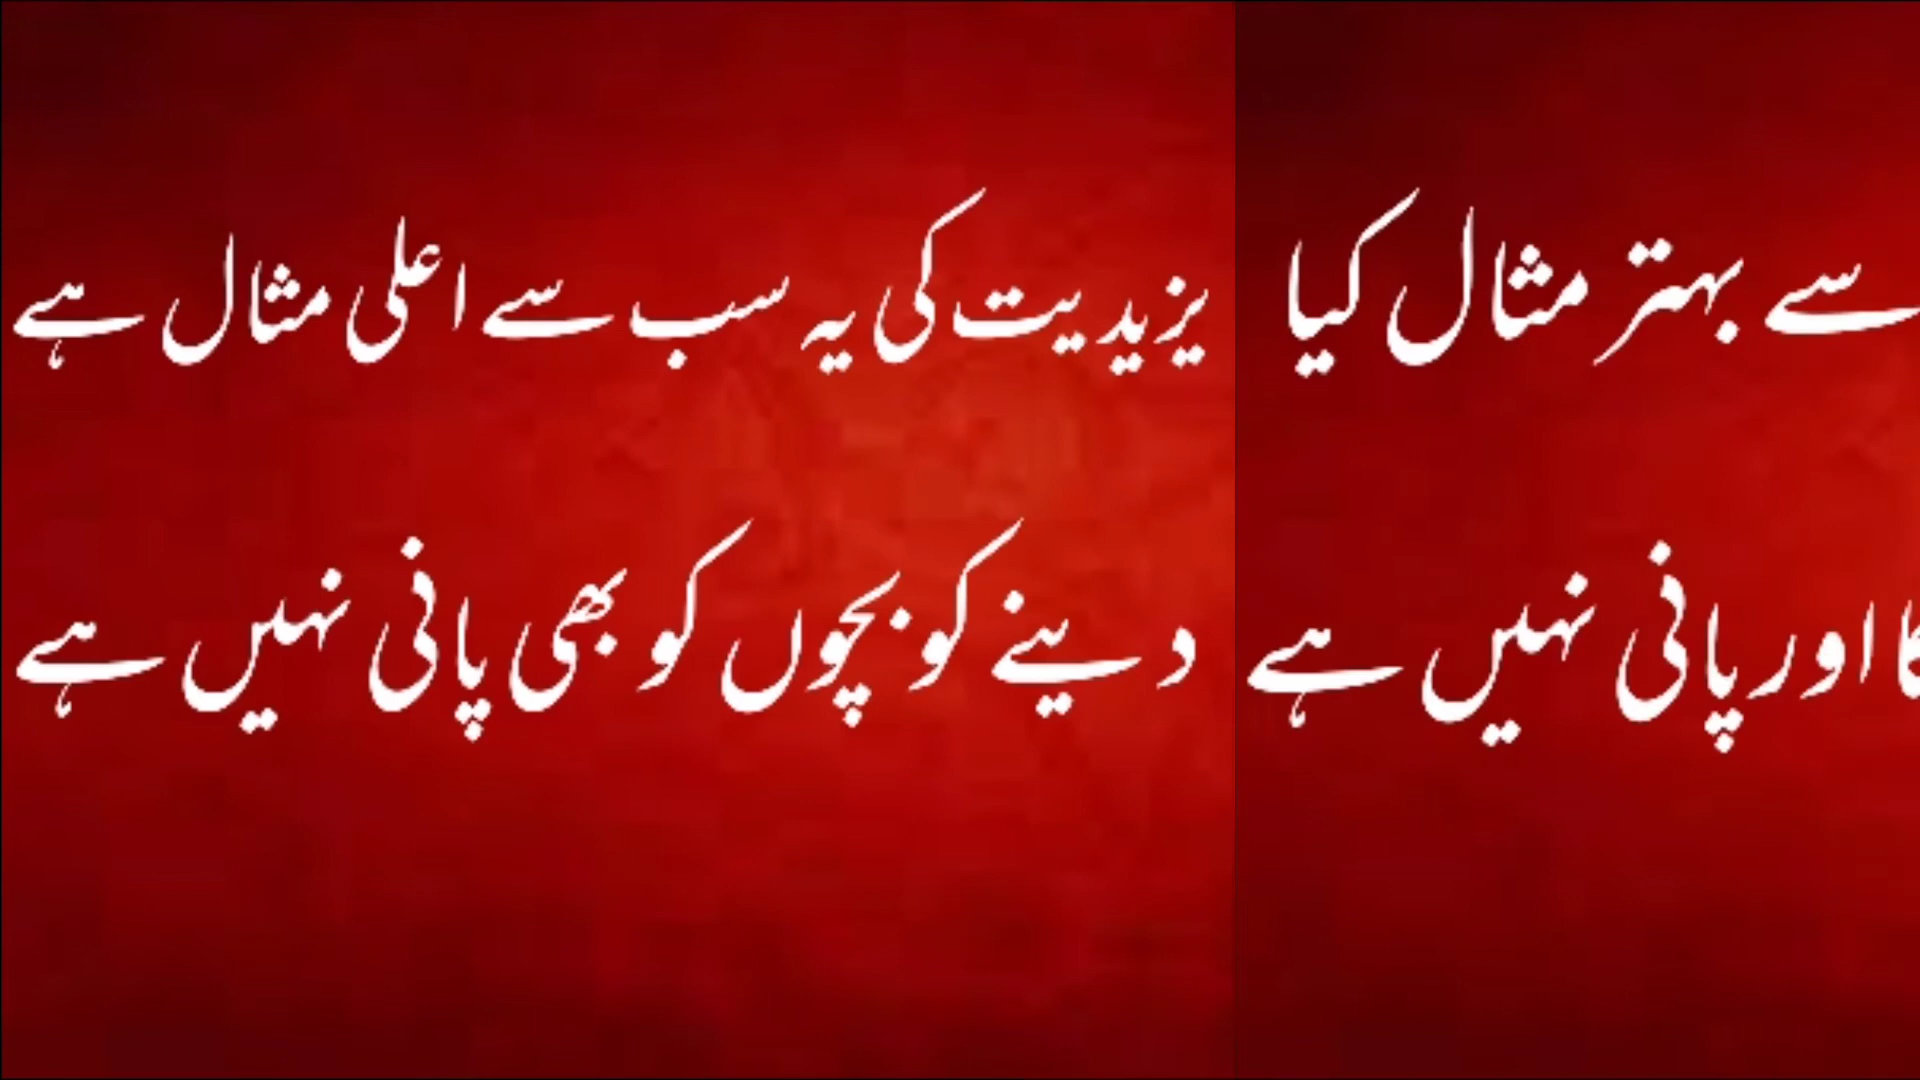 یزیدیت کی یہ سب سے اعلی مثال ہے
دینے کو بچوں کو بھی پانی نہیں ہے
سے بہتر مثال کیا
اور پانی نہیں ہے